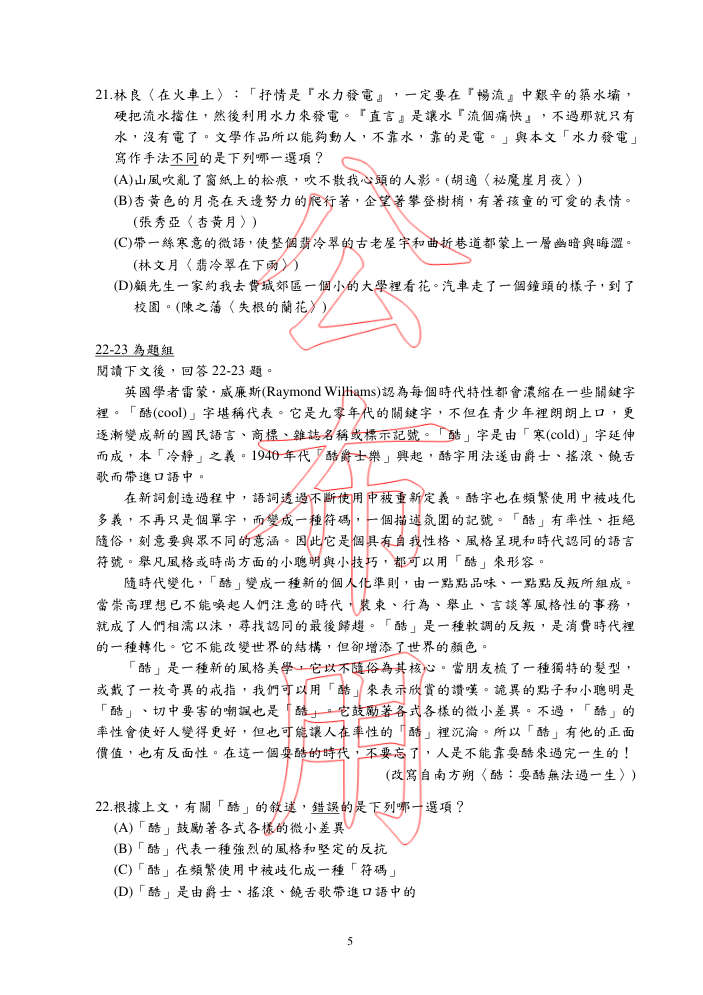 21.林良〈在火車上〉：「抒情是『水力發電』，一定要在『暢流』中艱辛的築水壩，
硬把流水擋住，然後利用水力來發電。『直言』是讓水『流個痛快』，不過那就只有
水，沒有電了。文學作品所以能夠動人，不靠水，靠的是電。」與本文「水力發電」
寫作手法不同的是下列哪一選項？
(A)山風吹亂了窗紙上的松痕，吹不散我心頭的人影。(胡適〈祕魔崖月夜〉)
(B)杏黃色的月亮在天邊努力的爬行著，企望著攀登樹梢，有著孩童的可愛的表情。
(張秀亞〈杏黃月〉)
(C)帶一絲寒意的微語，使整個翡冷翠的古老屋宇和曲折巷道都蒙上一層幽暗與晦澀。
(林文月〈翡冷翠在下雨〉)
(D)顧先生一家約我去費城郊區一個小的大學裡看花。汽車走了一個鐘頭的樣子，到了
校園。(陳之藩〈失根的蘭花〉)
22-23 為題組
閱讀下文後，回答 22-23 題。
英國學者雷蒙‧威廉斯(Raymond Williams)認為每個時代特性都會濃縮在一些關鍵字
裡。「酷(cool)」字堪稱代表。它是九零年代的關鍵字，不但在青少年裡朗朗上口，更
逐漸變成新的國民語言、商標、雜誌名稱或標示記號。「酷」字是由「寒(cold)」字延伸
而成，本「冷靜」之義。1940 年代「酷爵士樂」興起，酷字用法遂由爵士、搖滾、饒舌
歌而帶進口語中。
在新詞創造過程中，語詞透過不斷使用中被重新定義。酷字也在頻繁使用中被歧化
多義，不再只是個單字，而變成一種符碼，一個描述氛圍的記號。「酷」有率性、拒絕
隨俗，刻意要與眾不同的意涵。因此它是個具有自我性格、風格呈現和時代認同的語言
符號。舉凡風格或時尚方面的小聰明與小技巧，都可以用「酷」來形容。
隨時代變化，「酷」變成一種新的個人化準則，由一點點品味、一點點反叛所組成。
當崇高理想已不能喚起人們注意的時代，裝束、行為、舉止、言談等風格性的事務，
就成了人們相濡以沫，尋找認同的最後歸趨。「酷」是一種軟調的反叛，是消費時代裡
的一種轉化。它不能改變世界的結構，但卻增添了世界的顏色。
「酷」是一種新的風格美學，它以不隨俗為其核心。當朋友梳了一種獨特的髮型，
或戴了一枚奇異的戒指，我們可以用「酷」來表示欣賞的讚嘆。詭異的點子和小聰明是
「酷」、切中要害的嘲諷也是「酷」。它鼓勵著各式各樣的微小差異。不過，「酷」的
率性會使好人變得更好，但也可能讓人在率性的「酷」裡沉淪。所以「酷」有他的正面
價值，也有反面性。在這一個耍酷的時代，不要忘了，人是不能靠耍酷來過完一生的！
(改寫自南方朔〈酷：耍酷無法過一生〉)
22.根據上文，有關「酷」的敘述，錯誤的是下列哪一選項？
(A)「酷」鼓勵著各式各樣的微小差異
(B)「酷」代表一種強烈的風格和堅定的反抗
(C)「酷」在頻繁使用中被歧化成一種「符碼」
(D)「酷」是由爵士、搖滾、饒舌歌帶進口語中的
5
公布用